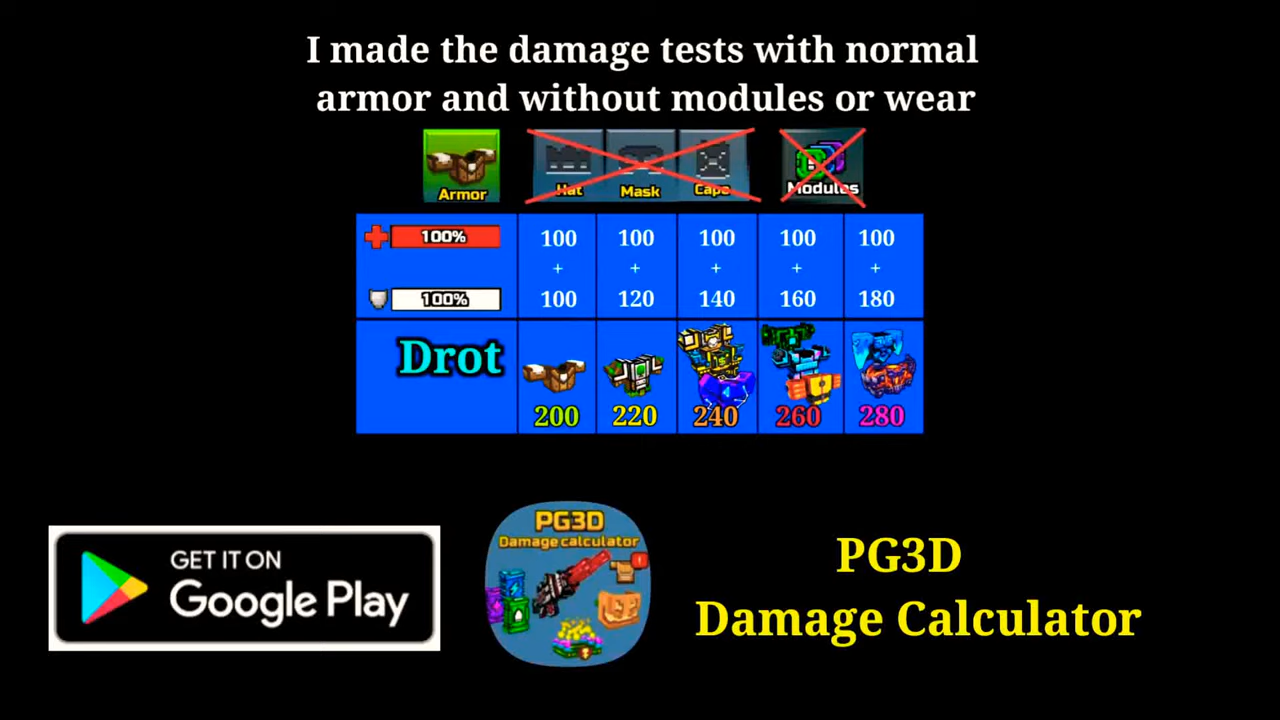 I made the damage tests with normal
armor and without modules or wear
Armor
Hat
Mask
Cape
Modules
100%
100
100
100
100
100
+
+
+
+
+
100%
100
120
140
160
180
Drot
200
220
240
260
280
GET IT ON
Google Play
PG3D
Damage calculator
PG3D
Damage Calculator